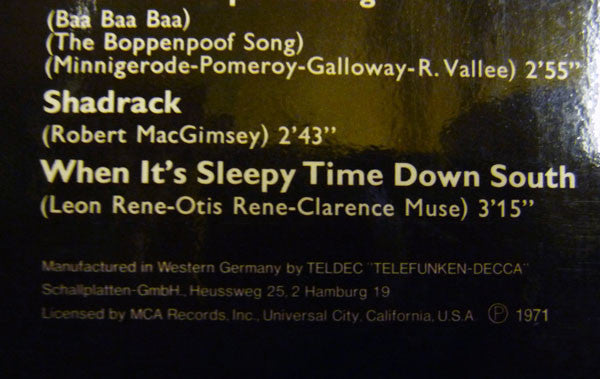 (Baa Baa Baa)
(The Boppenpoof Song)
(Minnigerode-Pomeroy-Galloway-R. Vallee) 2'55"
Shadrack
(Robert MacGimsey) 2'43"
When It's Sleepy Time Down South
(Leon Rene-Otis Rene-Clarence Muse) 3'15"
Manufactured in Western Germany by TELDEC "TELEFUNKEN-DECCA"
Schallplatten-GmbH., Heussweg 25, 2 Hamburg 19
Licensed by MCA Records, Inc., Universal City, California, U.S.A Ⓟ 1971